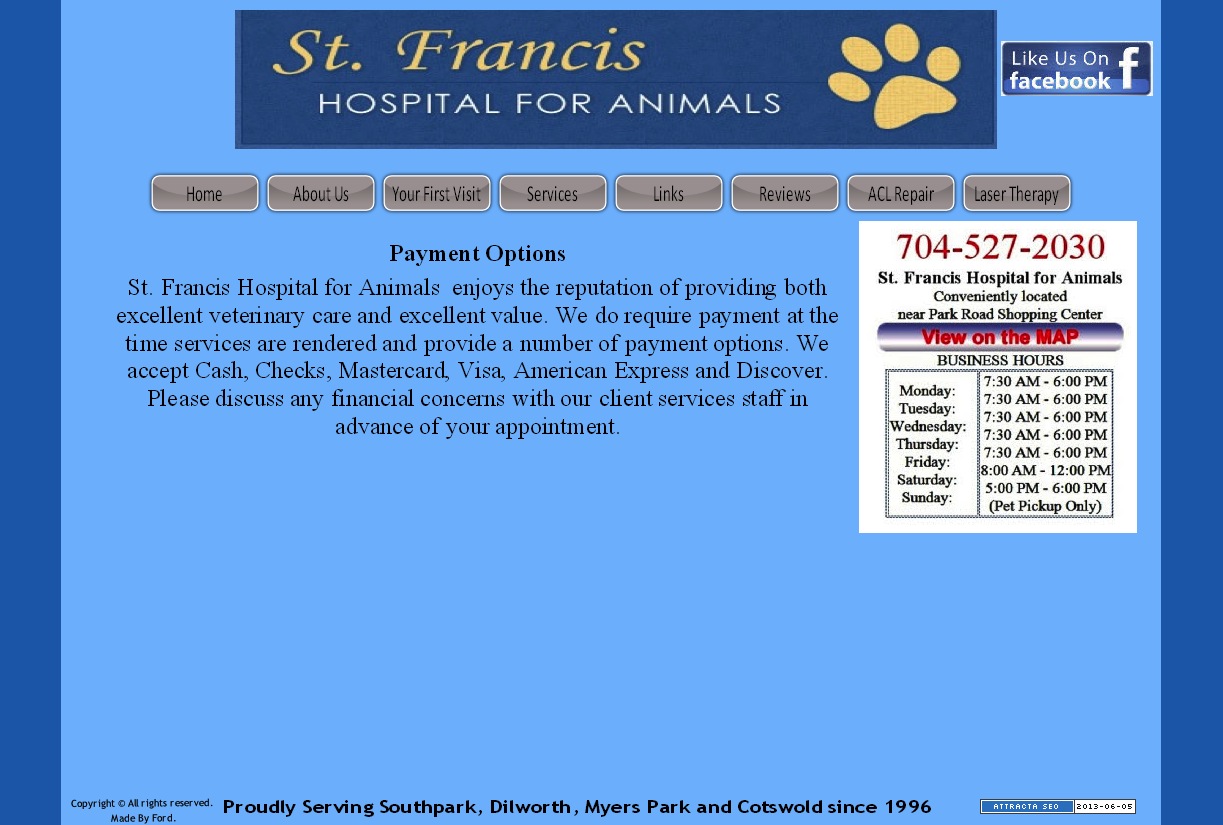 St. Francis
HOSPITAL FOR ANIMALS
Like Us On
facebook f
Home
About Us
Your First Visit
Services
Links
Reviews
ACL Repair
Laser Therapy
Payment Options
St. Francis Hospital for Animals enjoys the reputation of providing both
excellent veterinary care and excellent value. We do require payment at the
time services are rendered and provide a number of payment options. We
accept Cash, Checks, Mastercard, Visa, American Express and Discover.
Please discuss any financial concerns with our client services staff in
advance of your appointment.
704-527-2030
St. Francis Hospital for Animals
Conveniently located
near Park Road Shopping Center
View on the MAP
BUSINESS HOURS
Monday: 7:30 AM - 6:00 PM
Tuesday: 7:30 AM - 6:00 PM
Wednesday: 7:30 AM - 6:00 PM
Thursday: 7:30 AM - 6:00 PM
Friday: 7:30 AM - 6:00 PM
Saturday: 8:00 AM - 12:00 PM
Sunday: 5:00 PM - 6:00 PM
(Pet Pickup Only)
Copyright © All rights reserved.
Made By Ford.
Proudly Serving Southpark, Dilworth, Myers Park and Cotswold since 1996
ATTRACTA SEO 2013-06-05